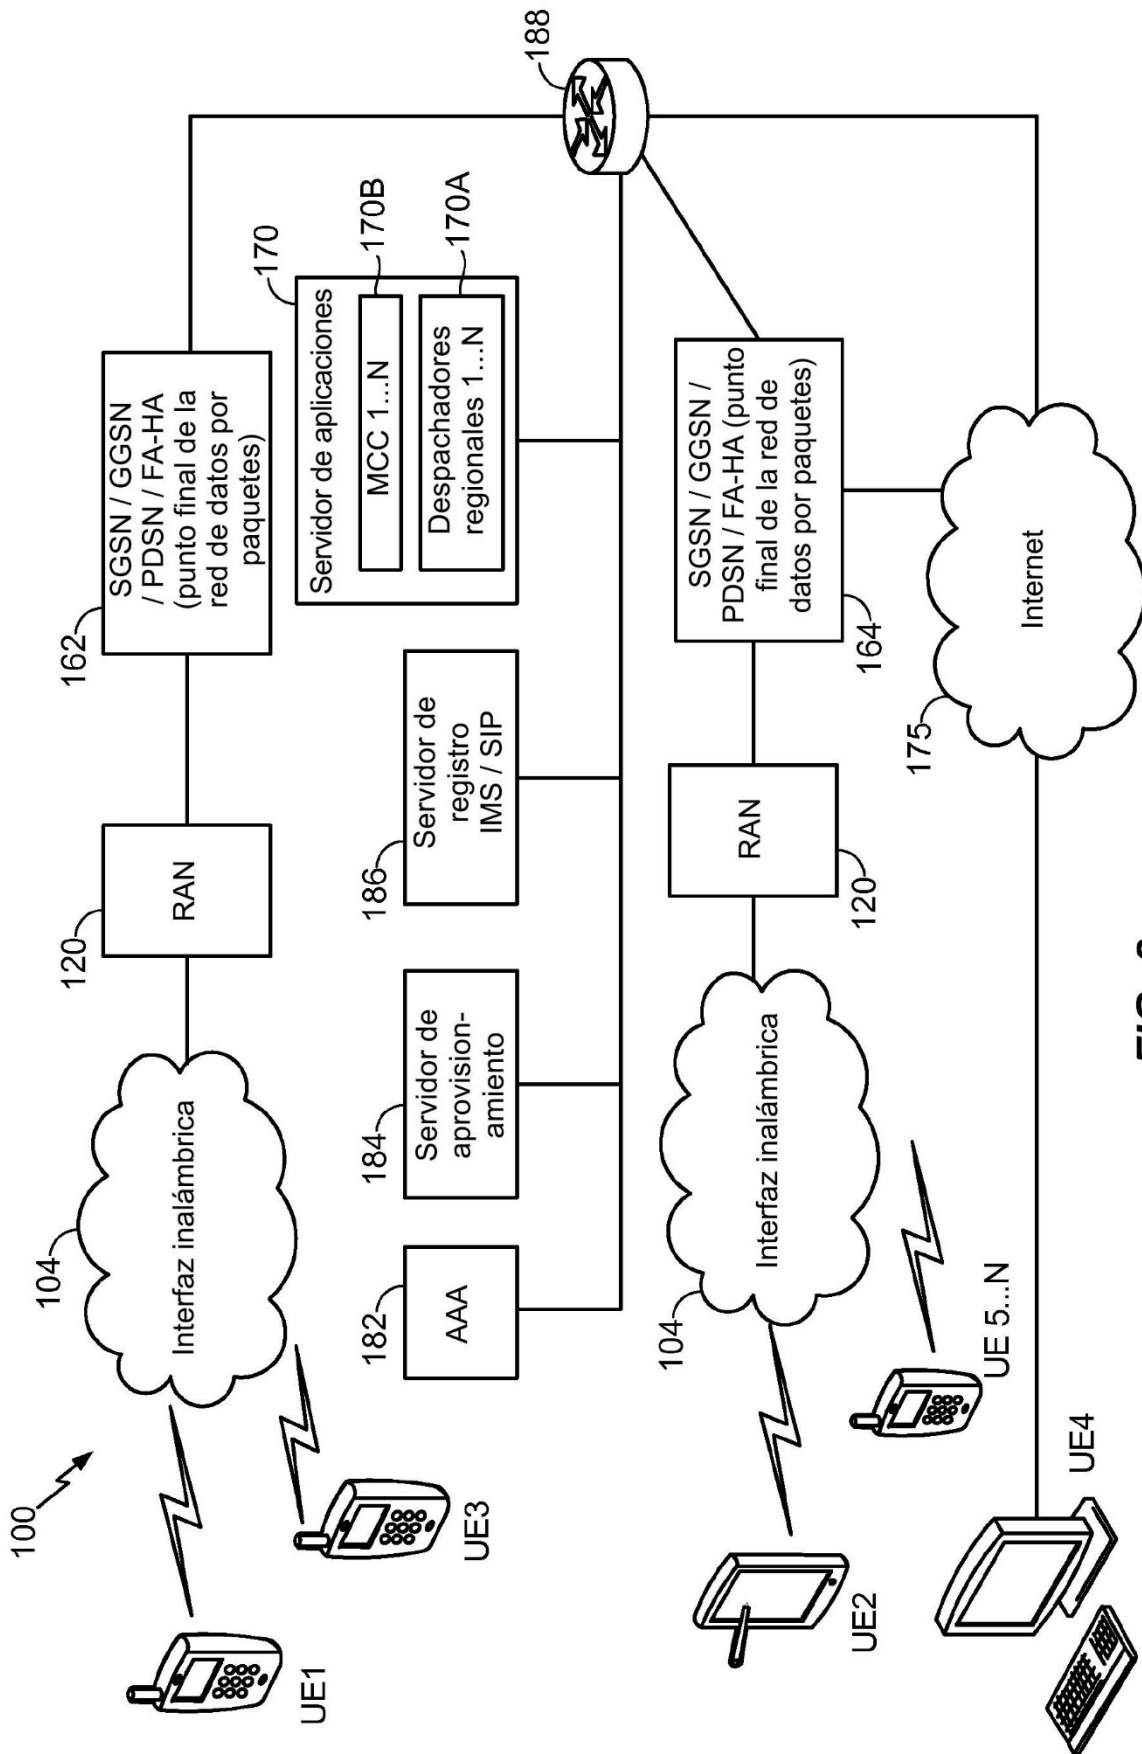 100
104
Interfaz inalámbrica
120
RAN
162
SGSN / GGSN
/ PDSN / FA-HA
(punto final de la
red de datos por
paquetes)
188
UE1
UE3
182
AAA
184
Servidor de
aprovision-
amiento
186
Servidor de
registro
IMS / SIP
170
Servidor de aplicaciones
170B
MCC 1...N
170A
Despachadores
regionales 1...N
104
Interfaz inalámbrica
RAN
120
SGSN / GGSN /
PDSN / FA-HA (punto
final de la red de
datos por paquetes)
164
UE2
UE 5...N
UE4
175
Internet